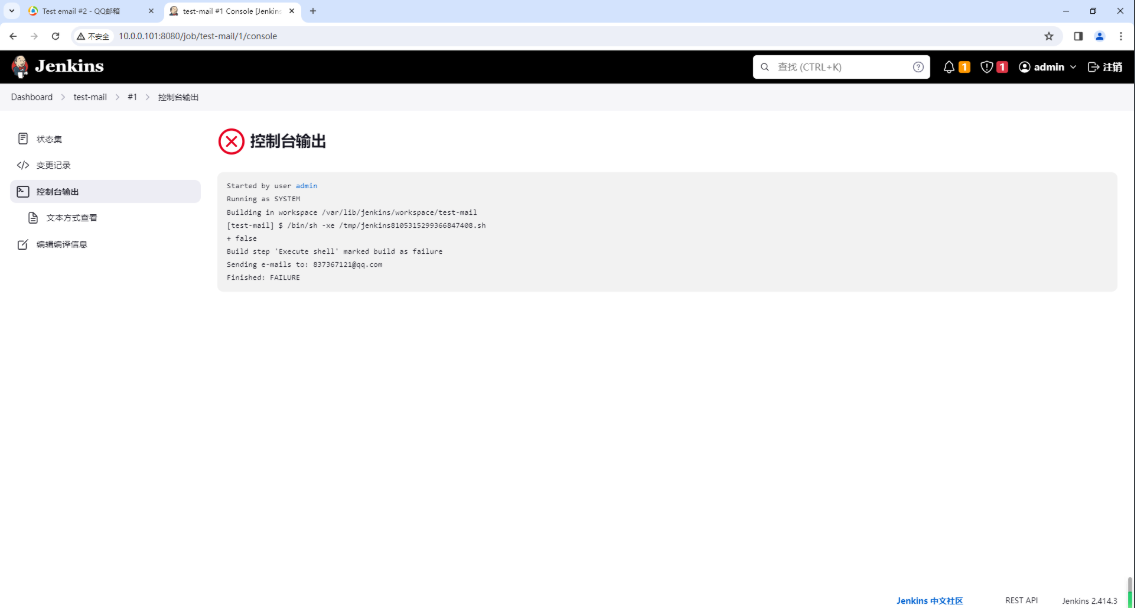 Test email #2 - QQ邮箱
test-mail #1 Console [Jenkins
不安全
10.0.0.101:8080/job/test-mail/1/console
Jenkins
查找 (CTRL+K)
1
1
admin
注销
Dashboard
test-mail
#1
控制台输出
状态集
变更记录
控制台输出
文本方式查看
编辑编译信息
控制台输出
Started by user admin
Running as SYSTEM
Building in workspace /var/lib/jenkins/workspace/test-mail
[test-mail] $ /bin/sh -xe /tmp/jenkins8105315299366847408.sh
+ false
Build step 'Execute shell' marked build as failure
Sending e-mails to: 837367121@qq.com
Finished: FAILURE
Jenkins 中文社区
REST API
Jenkins 2.414.3